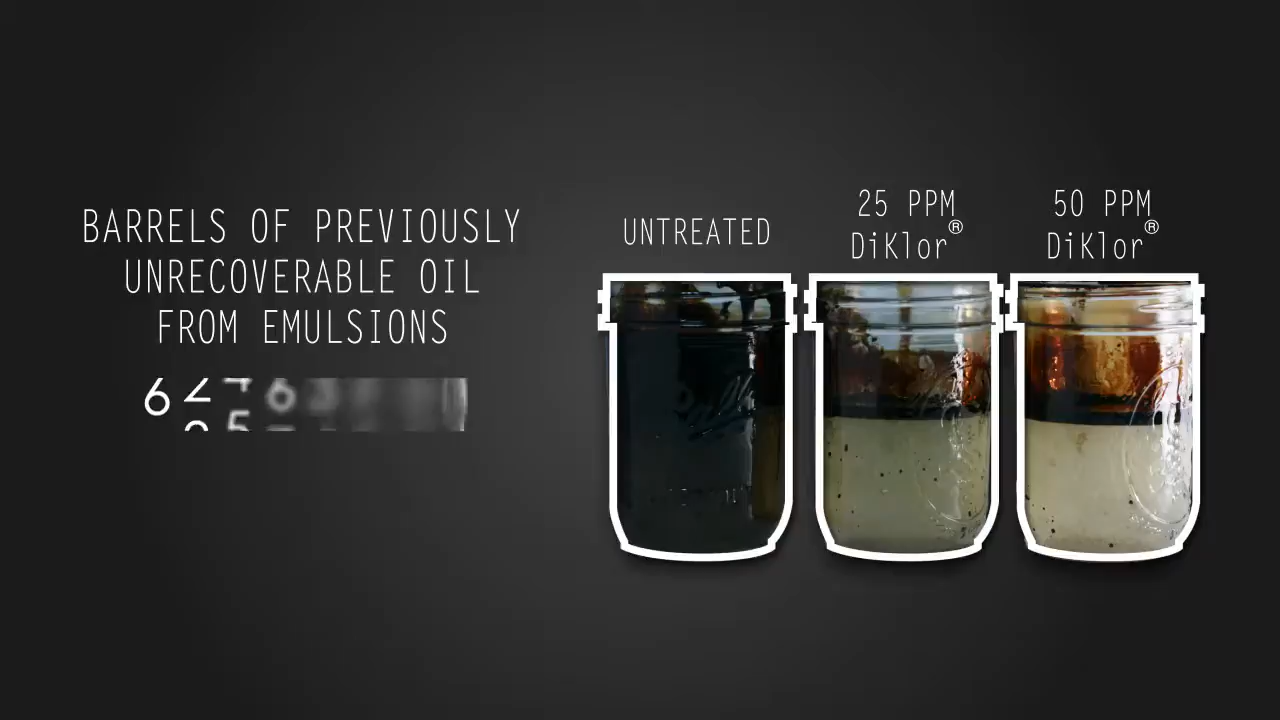 BARRELS OF PREVIOUSLY
UNRECOVERABLE OIL
FROM EMULSIONS
UNTREATED
25 PPM
DiKlor®
50 PPM
DiKlor®